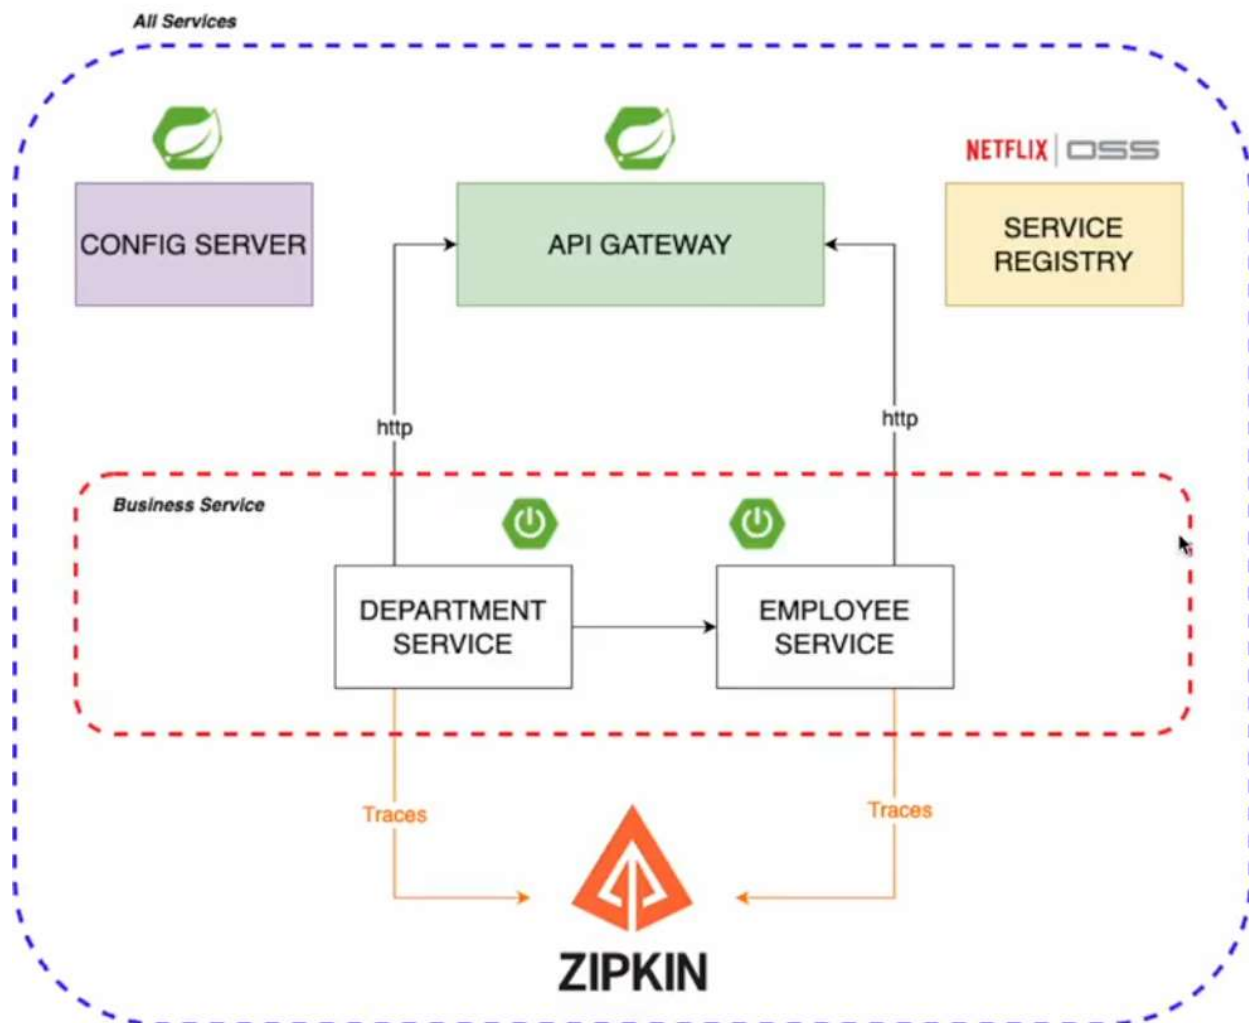 All Services
NETFLIX OSS
CONFIG SERVER
API GATEWAY
SERVICE
REGISTRY
http
http
Business Service
DEPARTMENT
SERVICE
EMPLOYEE
SERVICE
Traces
Traces
ZIPKIN